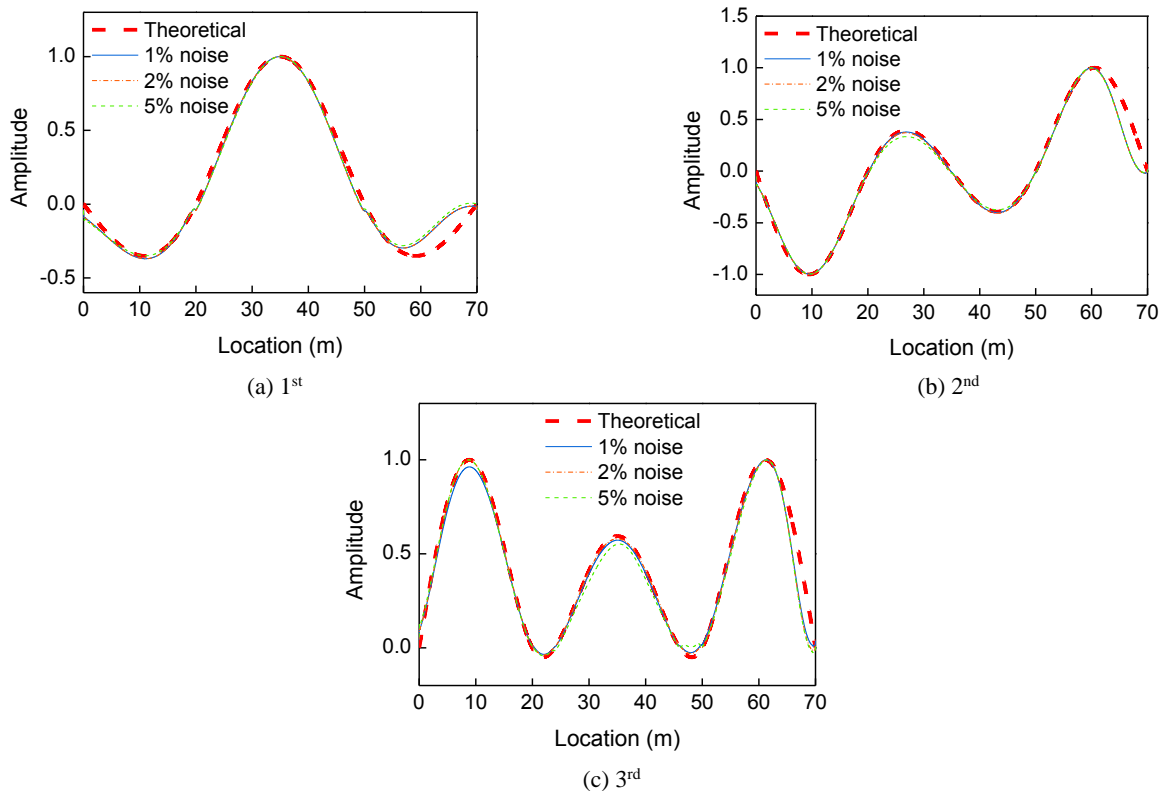 Theoretical
1% noise
2% noise
5% noise
Amplitude
1.0
0.5
0.0
-0.5
0 10 20 30 40 50 60 70
Location (m)
(a) 1st
Theoretical
1% noise
2% noise
5% noise
Amplitude
1.0
0.5
0.0
-0.5
-1.0
0 10 20 30 40 50 60 70
Location (m)
(b) 2nd
Theoretical
1% noise
2% noise
5% noise
Amplitude
1.0
0.5
0.0
0 10 20 30 40 50 60 70
Location (m)
(c) 3rd